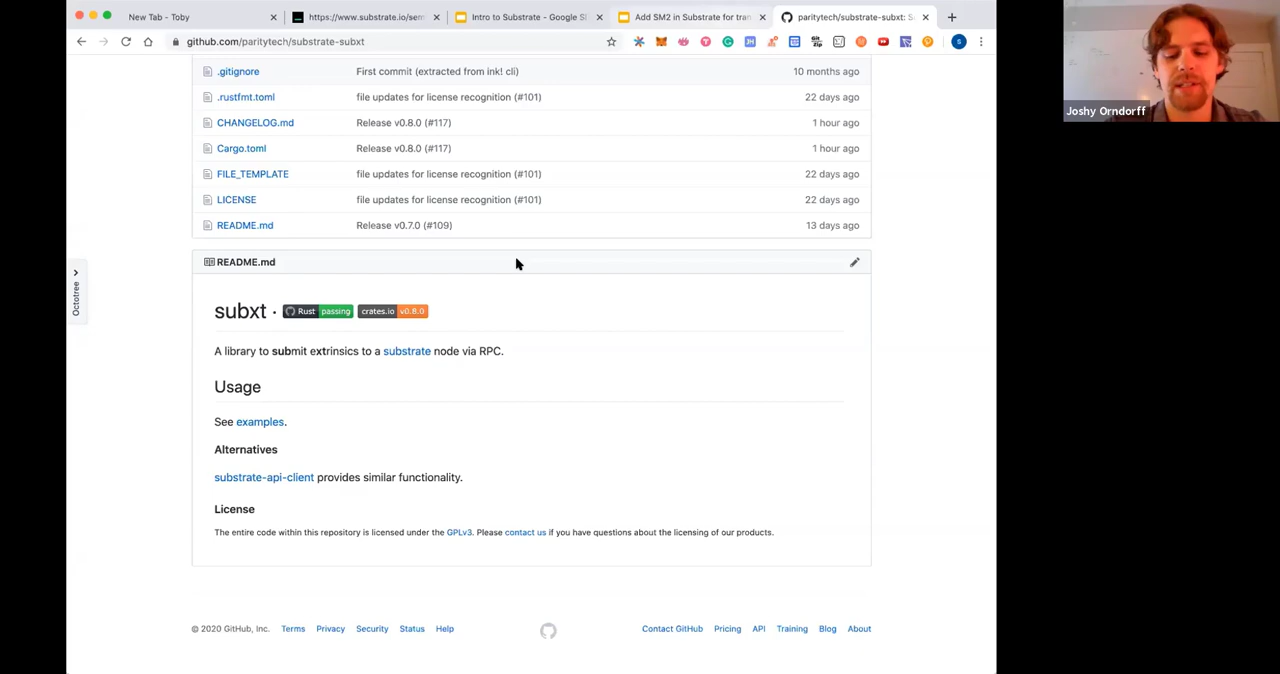 New Tab - Toby
https://www.substrate.io/sem
Intro to Substrate - Google Sl
Add SM2 in Substrate for tran
paritytech/substrate-subxt: S
github.com/paritytech/substrate-subxt
.gitignore First commit (extracted from ink! cli) 10 months ago
.rustfmt.toml file updates for license recognition (#101) 22 days ago
CHANGELOG.md Release v0.8.0 (#117) 1 hour ago
Cargo.toml Release v0.8.0 (#117) 1 hour ago
FILE_TEMPLATE file updates for license recognition (#101) 22 days ago
LICENSE file updates for license recognition (#101) 22 days ago
README.md Release v0.7.0 (#109) 13 days ago
README.md
subxt · Rust passing crates.io v0.8.0
A library to submit extrinsics to a substrate node via RPC.
Usage
See examples.
Alternatives
substrate-api-client provides similar functionality.
License
The entire code within this repository is licensed under the GPLv3. Please contact us if you have questions about the licensing of our products.
© 2020 GitHub, Inc. Terms Privacy Security Status Help Contact GitHub Pricing API Training Blog About
Octotree
Joshy Orndorff